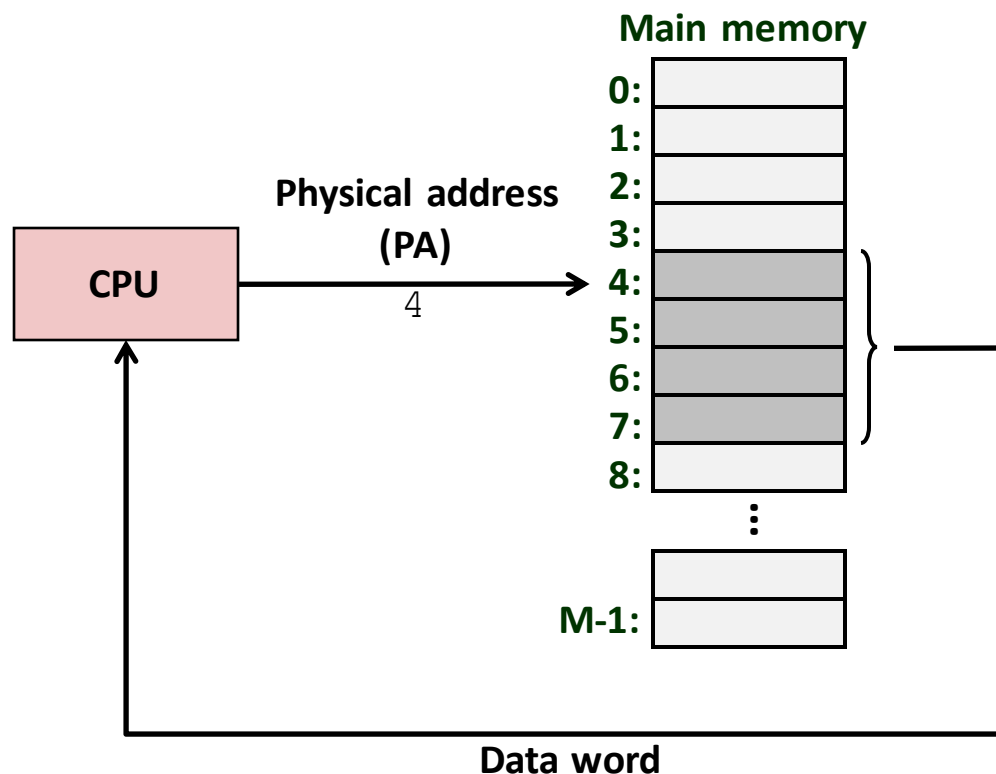 Main memory
0:
1:
2:
Physical address
(PA)
3:
CPU
4
4:
5:
6:
7:
8:
...
M-1:
Data word